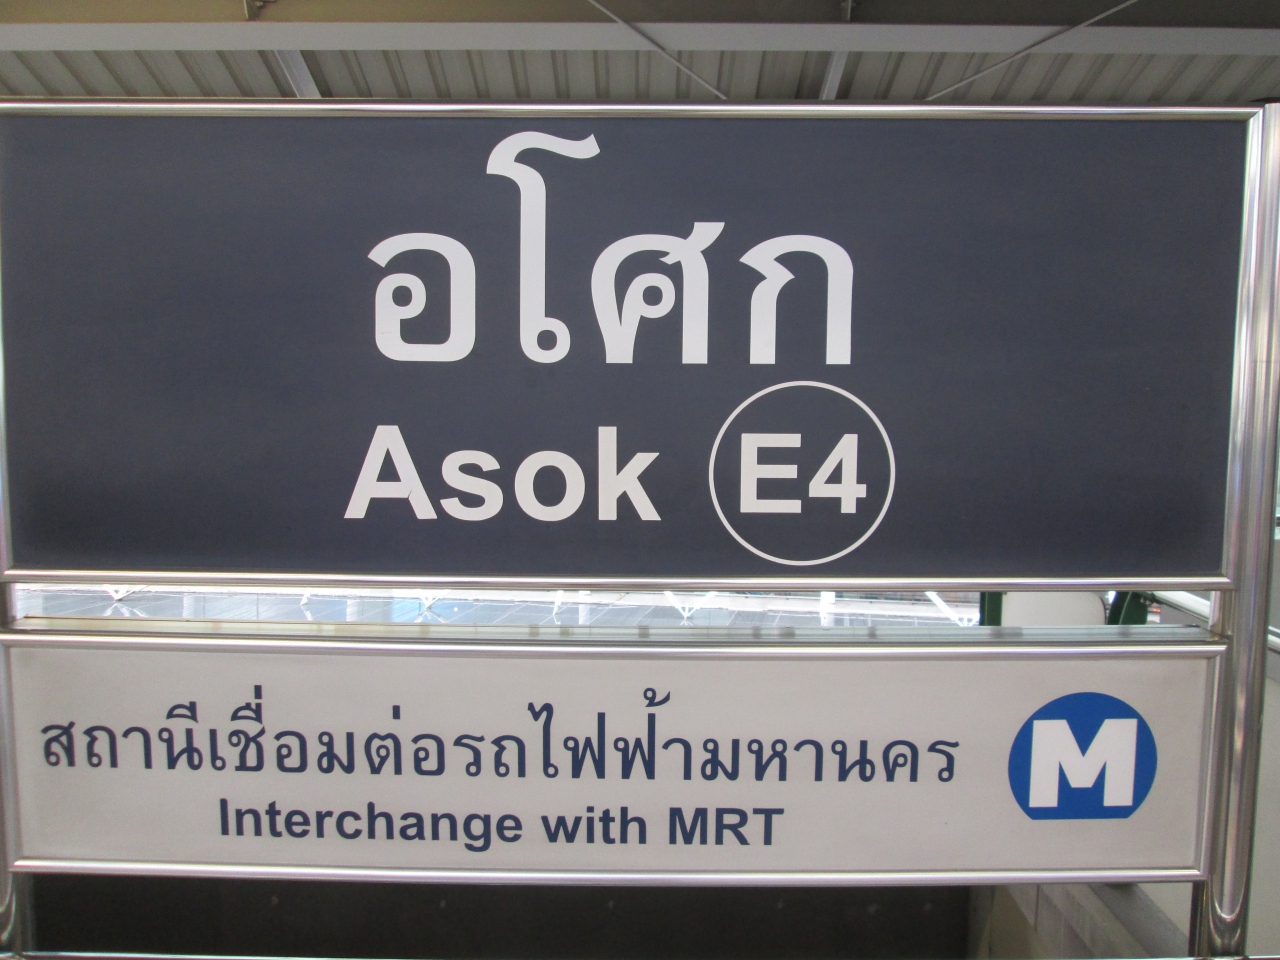 อโศก
Asok E4
สถานีเชื่อมต่อรถไฟฟ้ามหานคร
M
Interchange with MRT